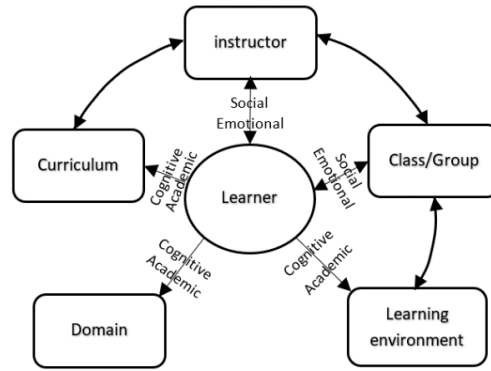 instructor
Social
Emotional
Curriculum
Cognitive
Academic
Learner
Social
Emotional
Class/Group
Cognitive
Academic
Cognitive
Academic
Domain
Learning
environment